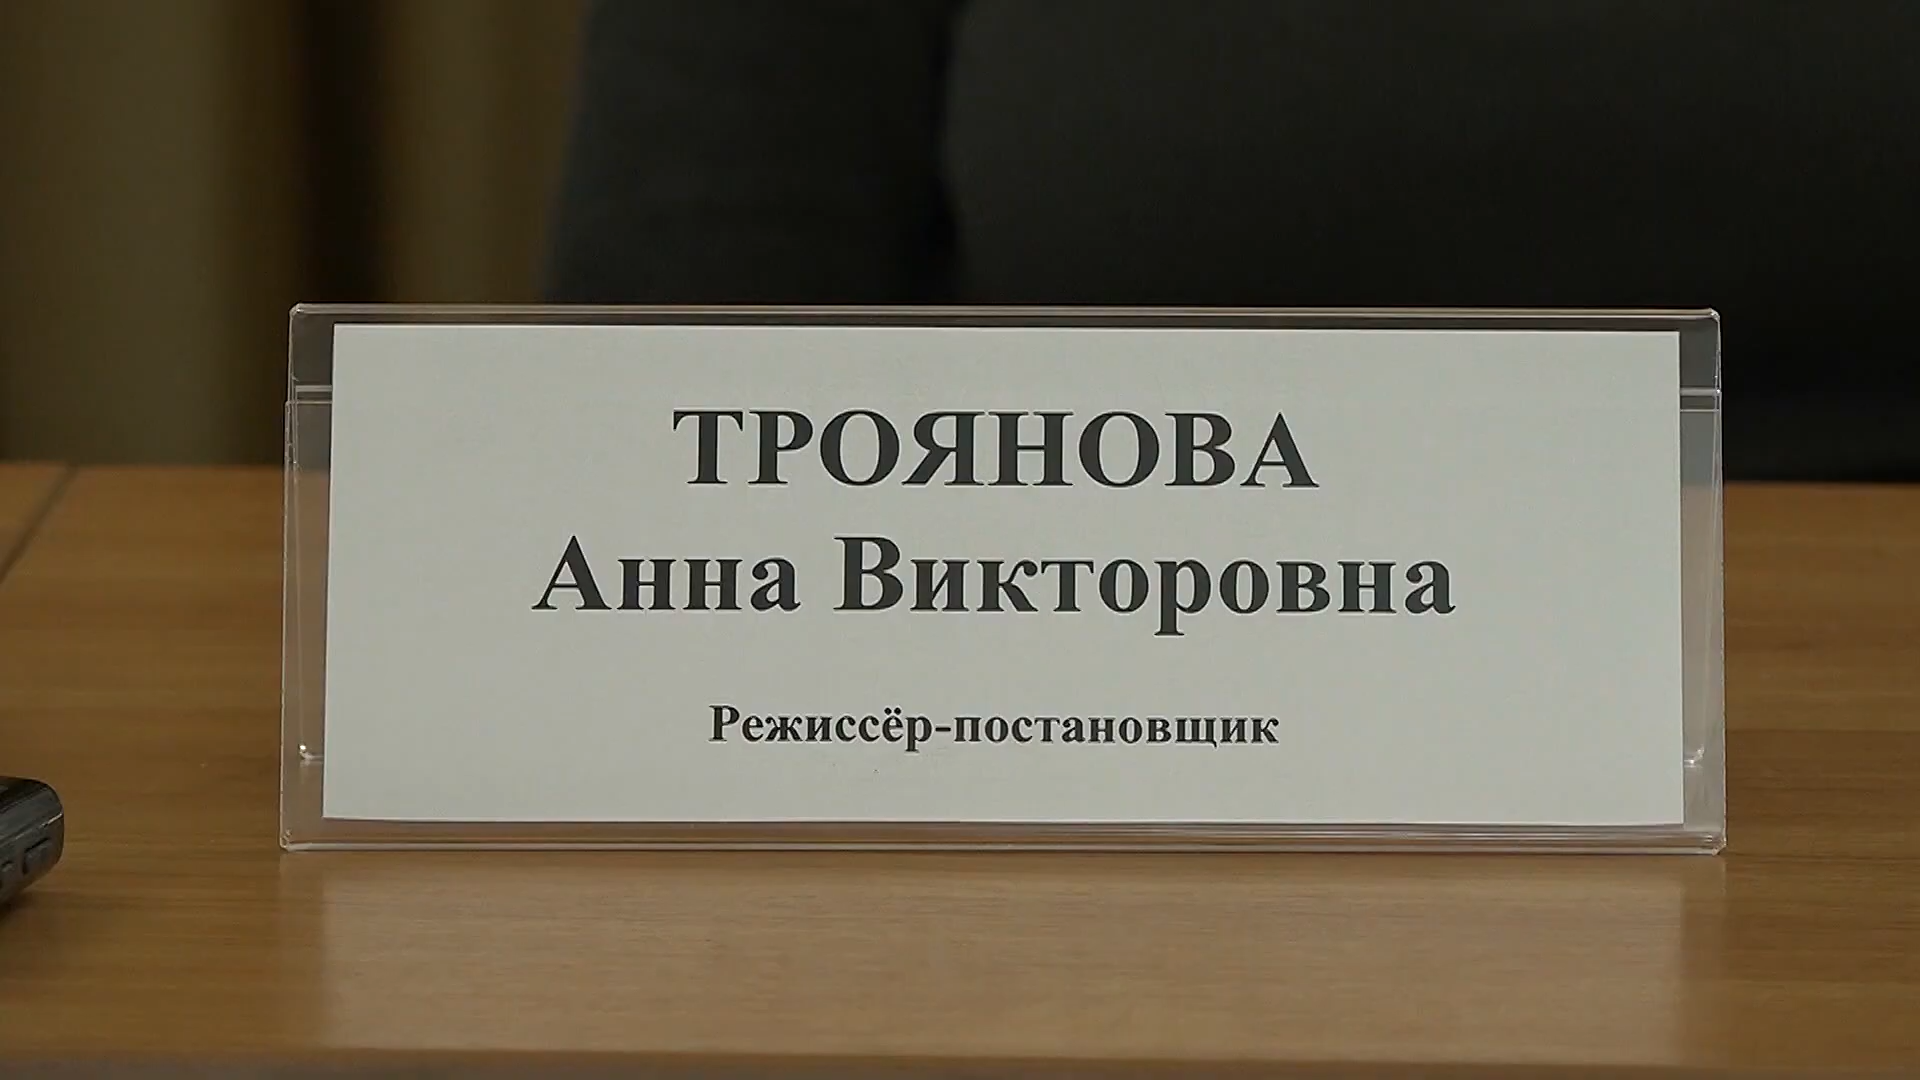 ТРОЯНОВА
Анна Викторовна
Режиссёр-постановщик